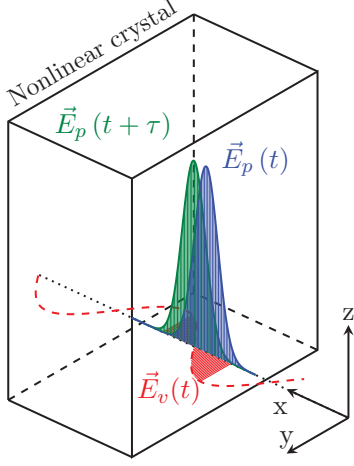 Nonlinear crystal
$\vec{E}_p(t+\tau)$
$\vec{E}_p(t)$
$\vec{E}_v(t)$
z
x
y